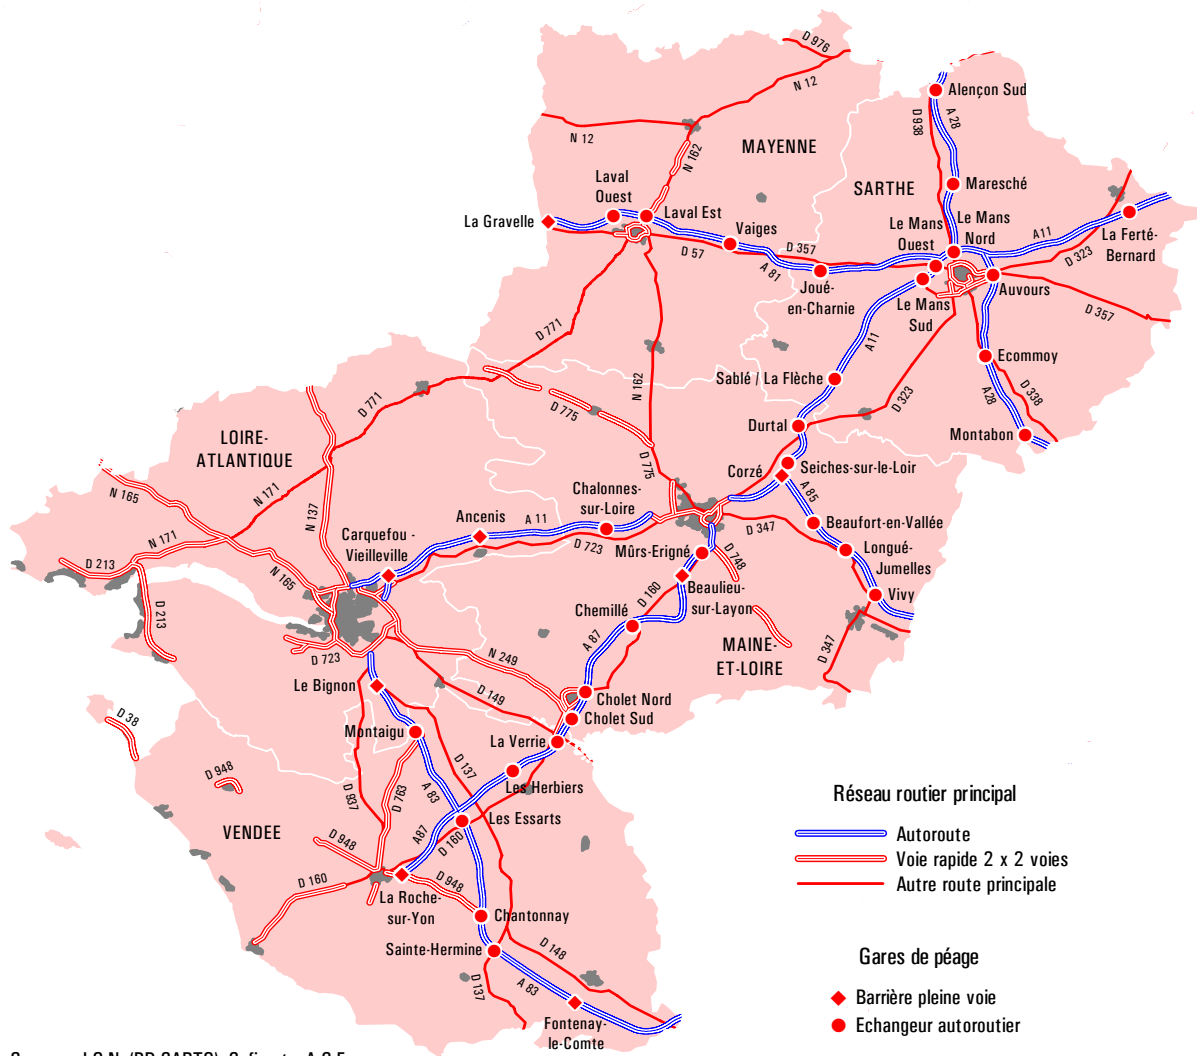 D 976
N 12
Alençon Sud
N 12
D 938
A 28
N 162
MAYENNE
Laval
Ouest
SARTHE
Maresché
La Gravelle
Laval Est
Vaiges
Le Mans
Ouest
Le Mans
Nord
A11
La Ferté-
Bernard
D 57
D 357
A 81
D 323
Joué-
en-Charnie
Le Mans
Sud
Auvours
D 357
D 771
A11
Ecommoy
Sablé / La Flèche
N 162
D 771
D 775
D 323
A28
D 338
Durtal
Montabon
LOIRE-
ATLANTIQUE
D 775
Corzé
Seiches-sur-le-Loir
N 165
N 171
N 137
Chalonnes-
sur-Loire
A 85
Ancenis
A 11
Beaufort-en-Vallée
Carquefou -
Vieilleville
D 723
D 347
N 171
Mûrs-Erigné
D 748
Longué-
Jumelles
D 213
N 165
D 160
Beaulieu-
sur-Layon
Vivy
D 213
Chemillé
A 87
MAINE-
ET-LOIRE
D 347
D 723
N 249
Le Bignon
D 149
Cholet Nord
Cholet Sud
D 38
Montaigu
La Verrie
D 948
D 137
A 83
Les Herbiers
D 937
D 763
VENDEE
Les Essarts
A87
D 160
D 948
D 160
D 948
La Roche-
sur-Yon
Chantonnay
Sainte-Hermine
D 148
D 137
A 83
Fontenay-
le-Comte
Réseau routier principal
Autoroute
Voie rapide 2 x 2 voies
Autre route principale
Gares de péage
Barrière pleine voie
Echangeur autoroutier